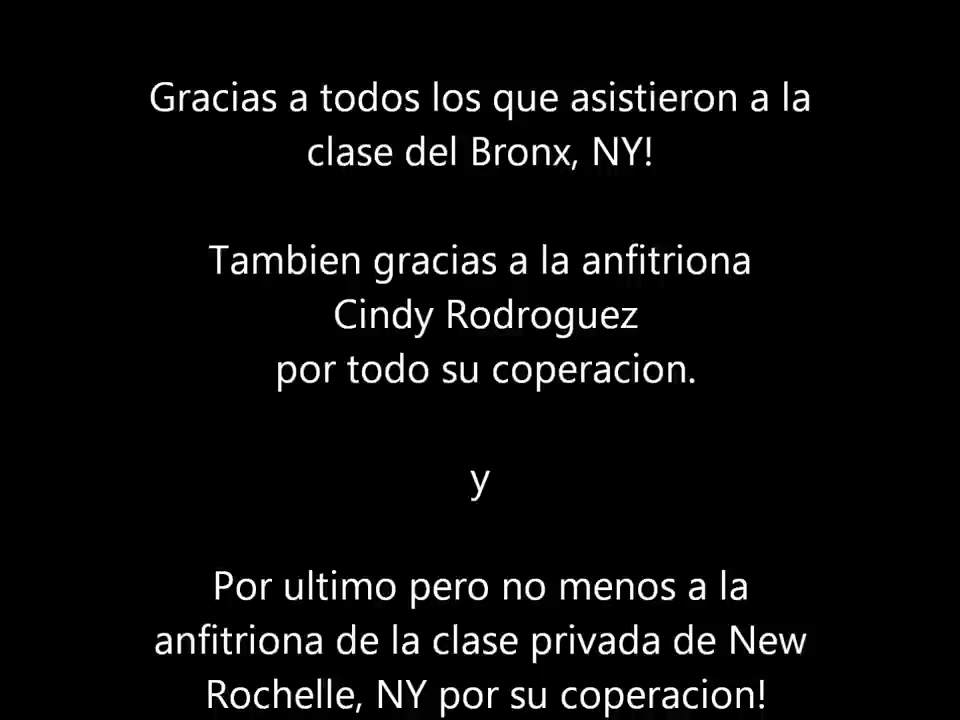 Gracias a todos los que asistieron a la
clase del Bronx, NY!
Tambien gracias a la anfitriona
Cindy Rodroguez
por todo su coperacion.
y
Por ultimo pero no menos a la
anfitriona de la clase privada de New
Rochelle, NY por su coperacion!